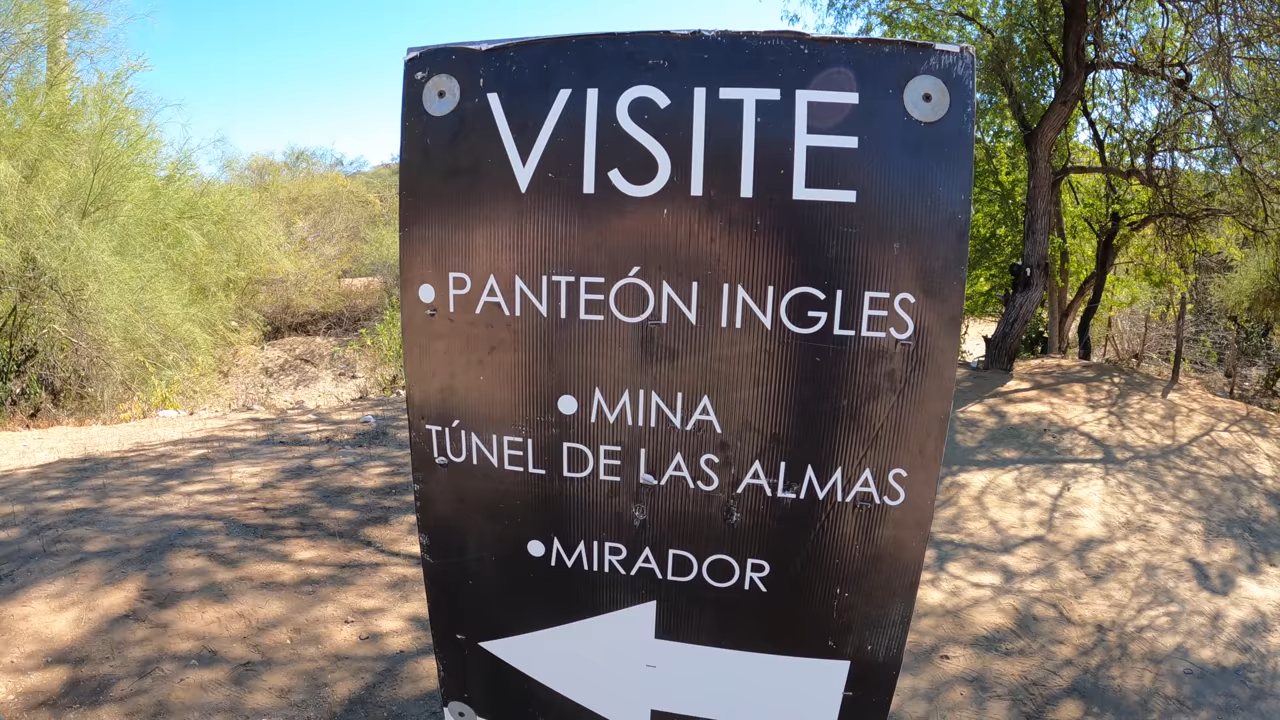 VISITE
•PANTEÓN INGLES
•MINA
TÚNEL DE LAS ALMAS
•MIRADOR